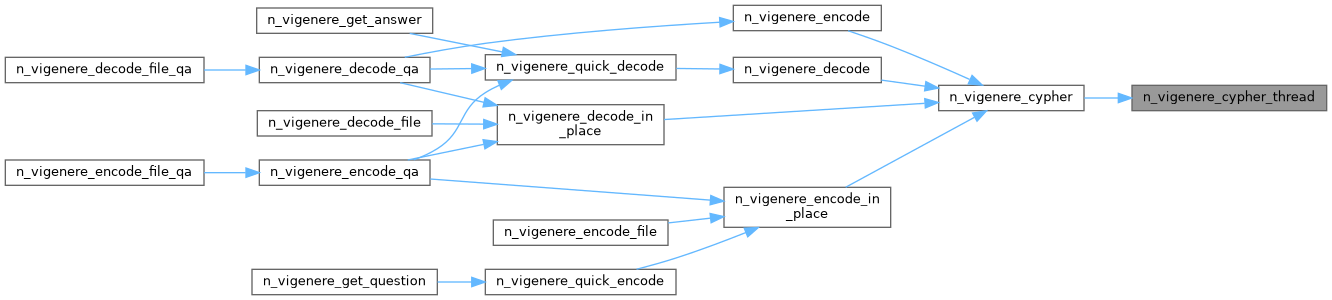 n_vigenere_get_answer
n_vigenere_encode
n_vigenere_decode_file_qa
n_vigenere_decode_qa
n_vigenere_quick_decode
n_vigenere_decode
n_vigenere_cypher
n_vigenere_cypher_thread
n_vigenere_decode_file
n_vigenere_decode_in
_place
n_vigenere_encode_file_qa
n_vigenere_encode_qa
n_vigenere_encode_in
_place
n_vigenere_encode_file
n_vigenere_get_question
n_vigenere_quick_encode